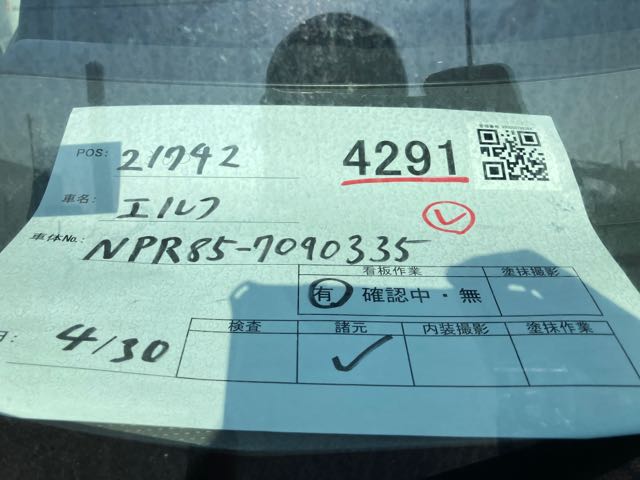 POS: 21742
4291
車名: エルフ
車体No.: NPR85-7090335
看板作業 塗抹撮影
有 確認中・無
日: 4/30
検査 諸元 内装撮影 塗抹作業